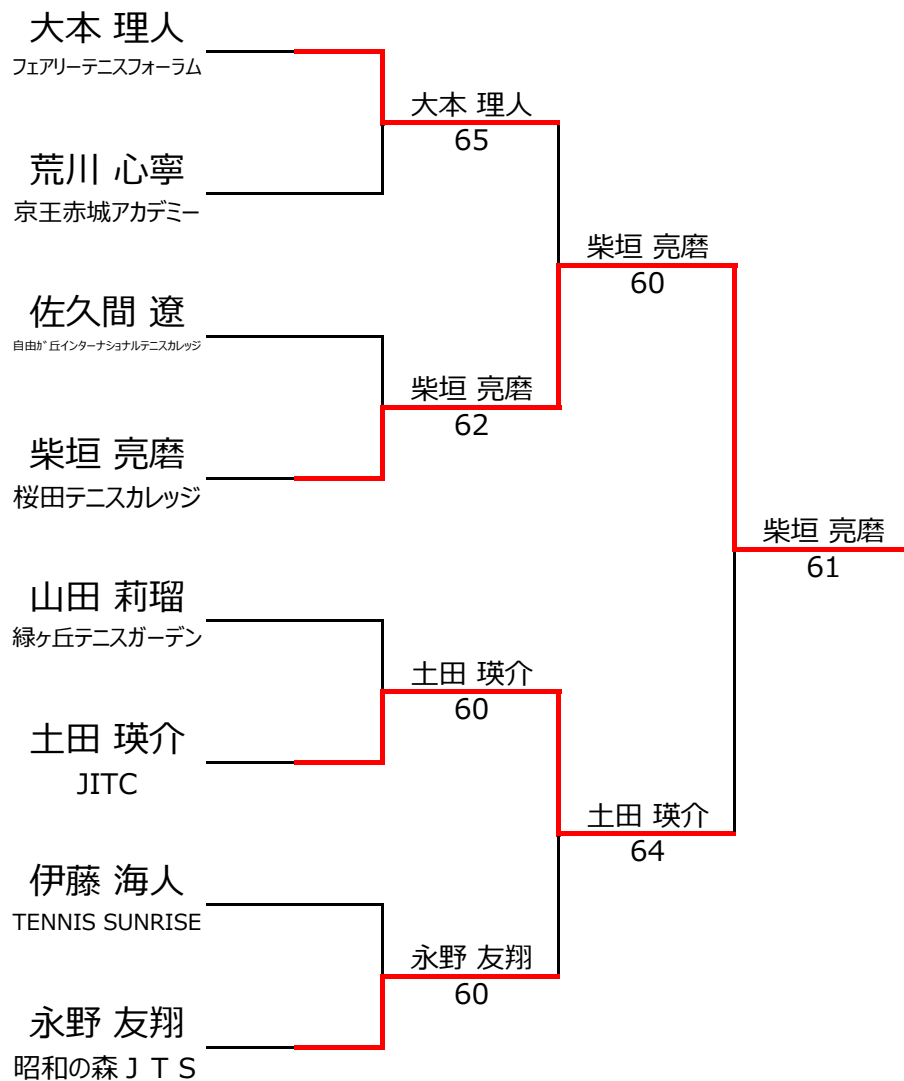 大本 理人
フェアリーテニスフォーラム
大本 理人
65
荒川 心寧
京王赤城アカデミー
柴垣 亮磨
60
佐久間 遼
自由が丘インターナショナルテニスカレッジ
柴垣 亮磨
62
柴垣 亮磨
桜田テニスカレッジ
柴垣 亮磨
61
山田 莉瑠
緑ヶ丘テニスガーデン
土田 瑛介
60
土田 瑛介
JITC
土田 瑛介
64
伊藤 海人
TENNIS SUNRISE
永野 友翔
60
永野 友翔
昭和の森ＪＴＳ